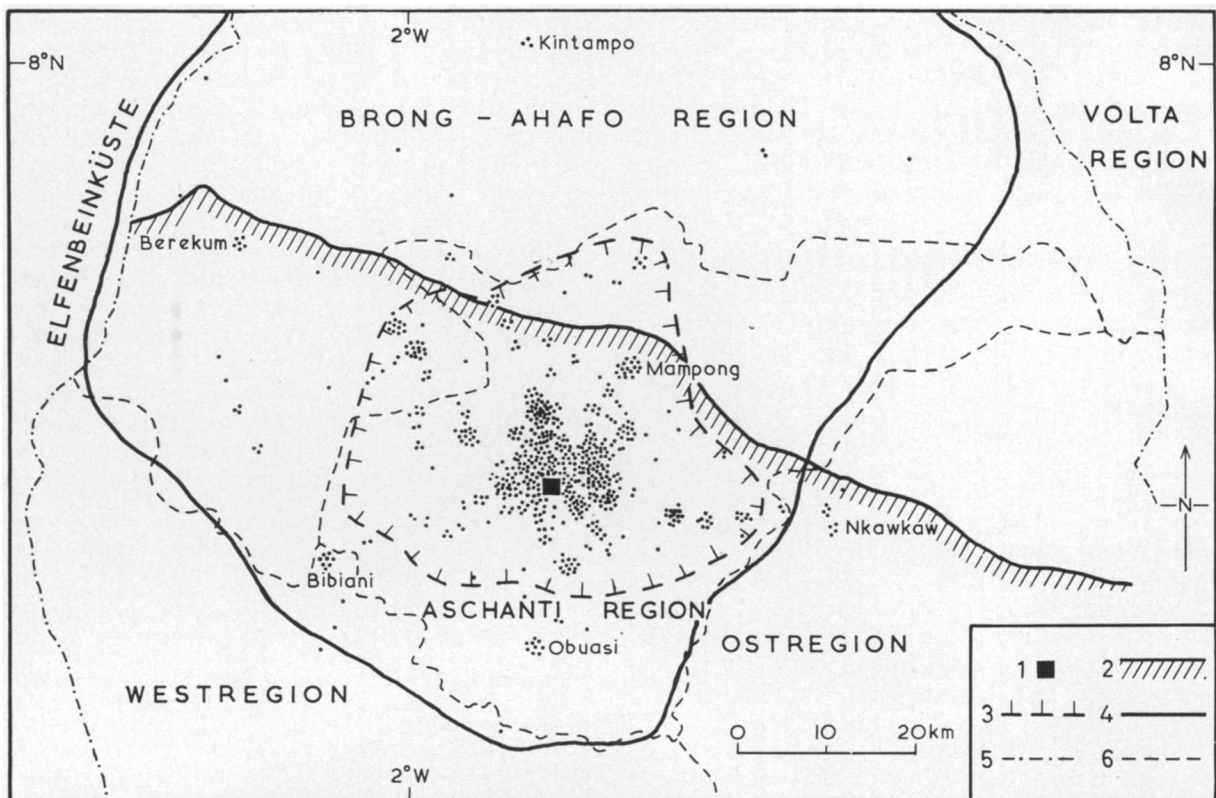 2°W
Kintampo
8°N
8°N
BRONG – AHAFO REGION
VOLTA
REGION
ELFENBEINKÜSTE
Berekum
Mampong
Nkawkaw
N
Bibiani
ASCHANTI REGION
Obuasi
OSTREGION
WESTREGION
0 10 20km
2°W
1
2
3
4
5
6